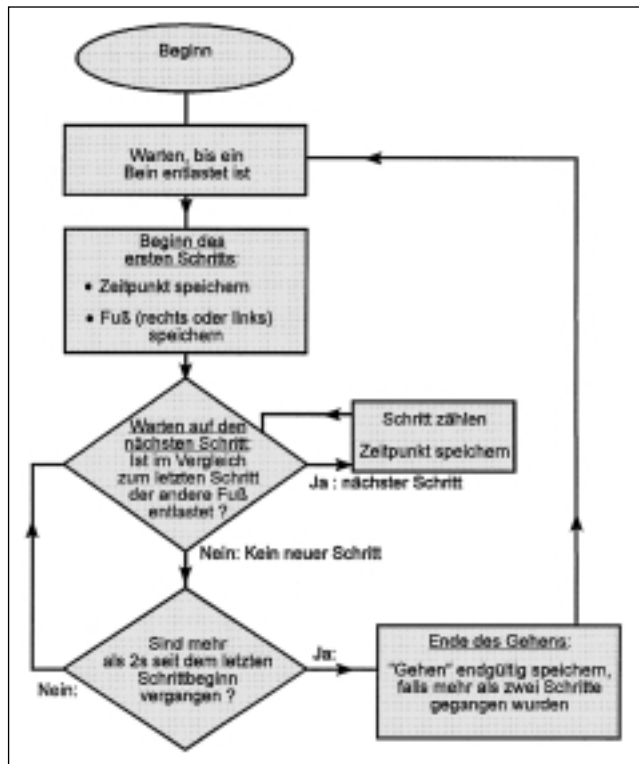 Beginn
Warten, bis ein
Bein entlastet ist
Beginn des
ersten Schritts:
• Zeitpunkt speichern
• Fuß (rechts oder links)
speichern
Warten auf den
nächsten Schritt:
Ist im Vergleich
zum letzten Schritt
der andere Fuß
entlastet ?
Schritt zählen
Zeitpunkt speichern
Ja : nächster Schritt
Nein: Kein neuer Schritt
Sind mehr
als 2s seit dem letzten
Schrittbeginn
vergangen ?
Nein:
Ja:
Ende des Gehens:
"Gehen" endgültig speichern,
falls mehr als zwei Schritte
gegangen wurden